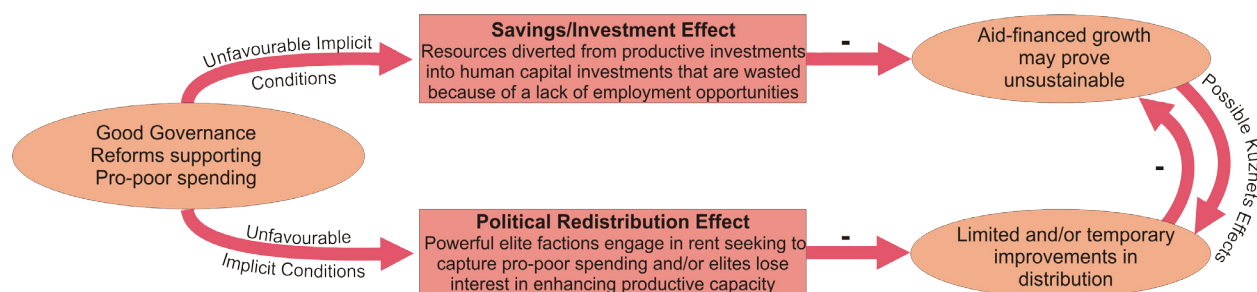 Good Governance
Reforms supporting
Pro-poor spending
Unfavourable Implicit
Conditions
Savings/Investment Effect
Resources diverted from productive investments
into human capital investments that are wasted
because of a lack of employment opportunities
-
Aid-financed growth
may prove
unsustainable
Unfavourable
Implicit Conditions
Political Redistribution Effect
Powerful elite factions engage in rent seeking to
capture pro-poor spending and/or elites lose
interest in enhancing productive capacity
-
Limited and/or temporary
improvements in
distribution
-
Possible Kuznets Effects